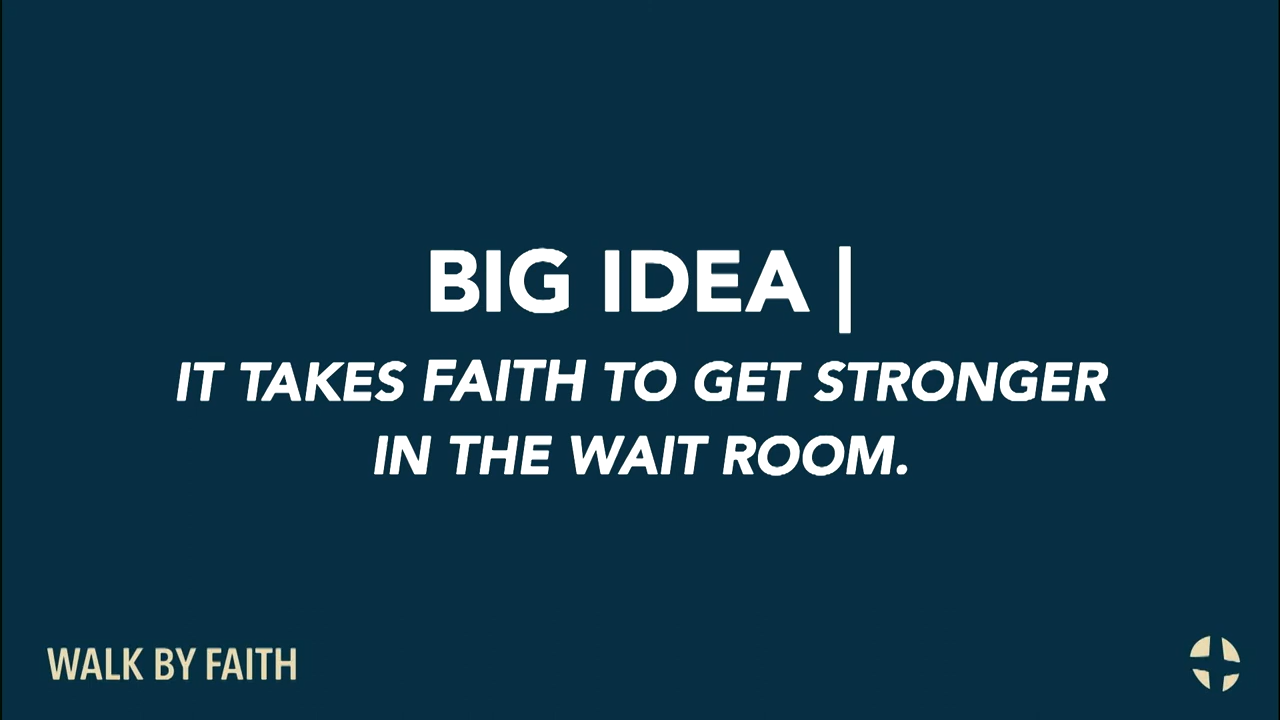 BIG IDEA |
IT TAKES FAITH TO GET STRONGER
IN THE WAIT ROOM.
WALK BY FAITH